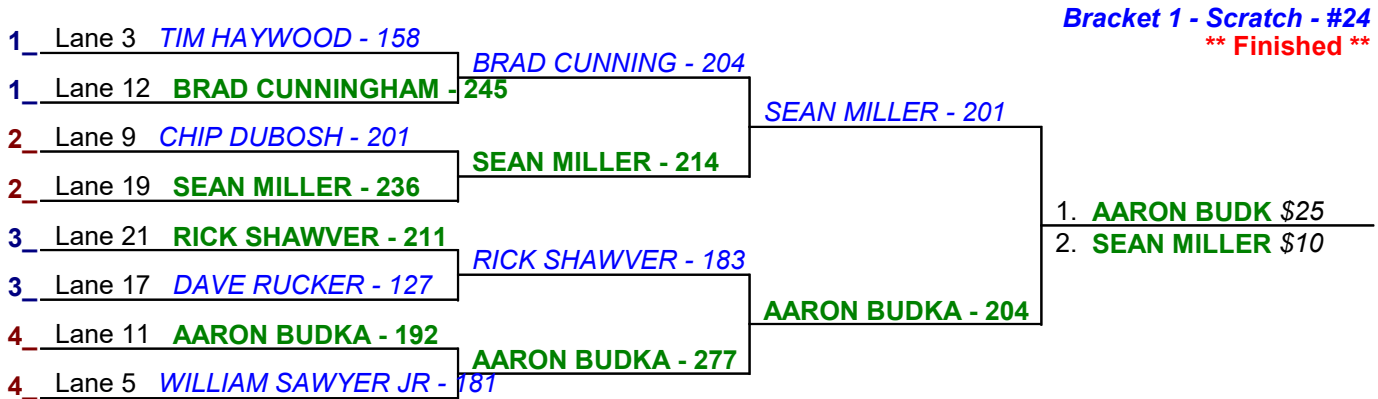 Bracket 1 - Scratch - #24
** Finished **
1_ Lane 3 TIM HAYWOOD - 158
1_ Lane 12 BRAD CUNNINGHAM - 245
2_ Lane 9 CHIP DUBOSH - 201
2_ Lane 19 SEAN MILLER - 236
3_ Lane 21 RICK SHAWVER - 211
3_ Lane 17 DAVE RUCKER - 127
4_ Lane 11 AARON BUDKA - 192
4_ Lane 5 WILLIAM SAWYER JR - 181
BRAD CUNNING - 204
SEAN MILLER - 214
RICK SHAWVER - 183
AARON BUDKA - 277
SEAN MILLER - 201
AARON BUDKA - 204
1. AARON BUDK $25
2. SEAN MILLER $10